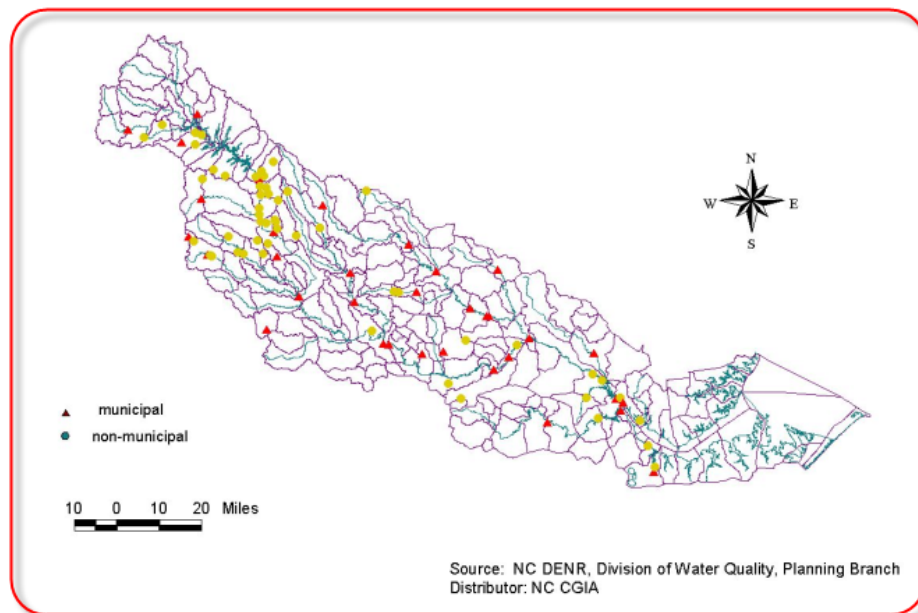 N
W E
S
municipal
non-municipal
10 0 10 20 Miles
Source: NC DENR, Division of Water Quality, Planning Branch
Distributor: NC CGIA